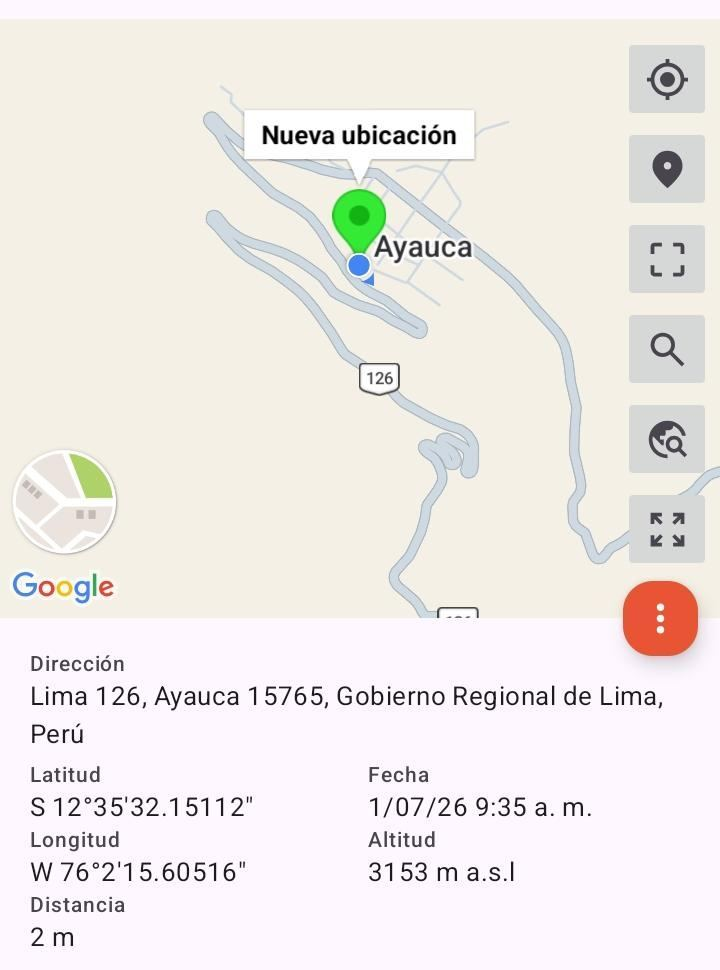 Nueva ubicación
Ayauca
126
Google
Dirección
Lima 126, Ayauca 15765, Gobierno Regional de Lima,
Perú
Latitud
S 12°35'32.15112"
Fecha
1/07/26 9:35 a. m.
Longitud
W 76°2'15.60516"
Altitud
3153 m a.s.l
Distancia
2 m